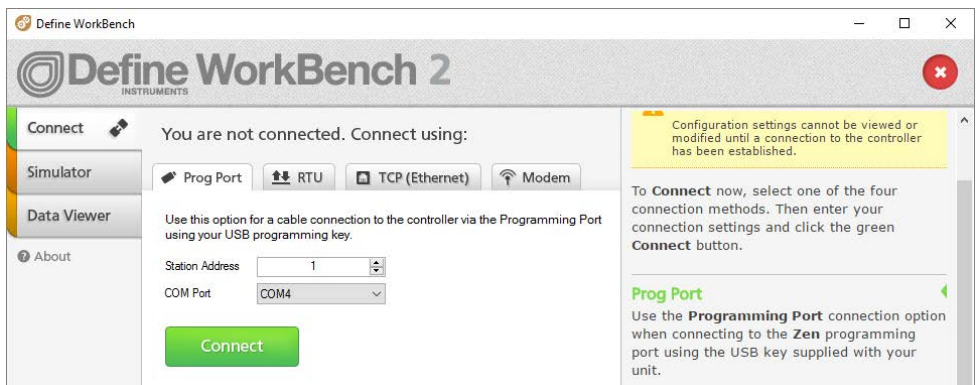 Define WorkBench
Define WorkBench 2
INSTRUMENTS
Connect
Simulator
Data Viewer
About
You are not connected. Connect using:
Prog Port
RTU
TCP (Ethernet)
Modem
Use this option for a cable connection to the controller via the Programming Port
using your USB programming key.
Station Address 1
COM Port COM4
Connect
Configuration settings cannot be viewed or
modified until a connection to the controller
has been established.
To Connect now, select one of the four
connection methods. Then enter your
connection settings and click the green
Connect button.
Prog Port
Use the Programming Port connection option
when connecting to the Zen programming
port using the USB key supplied with your
unit.